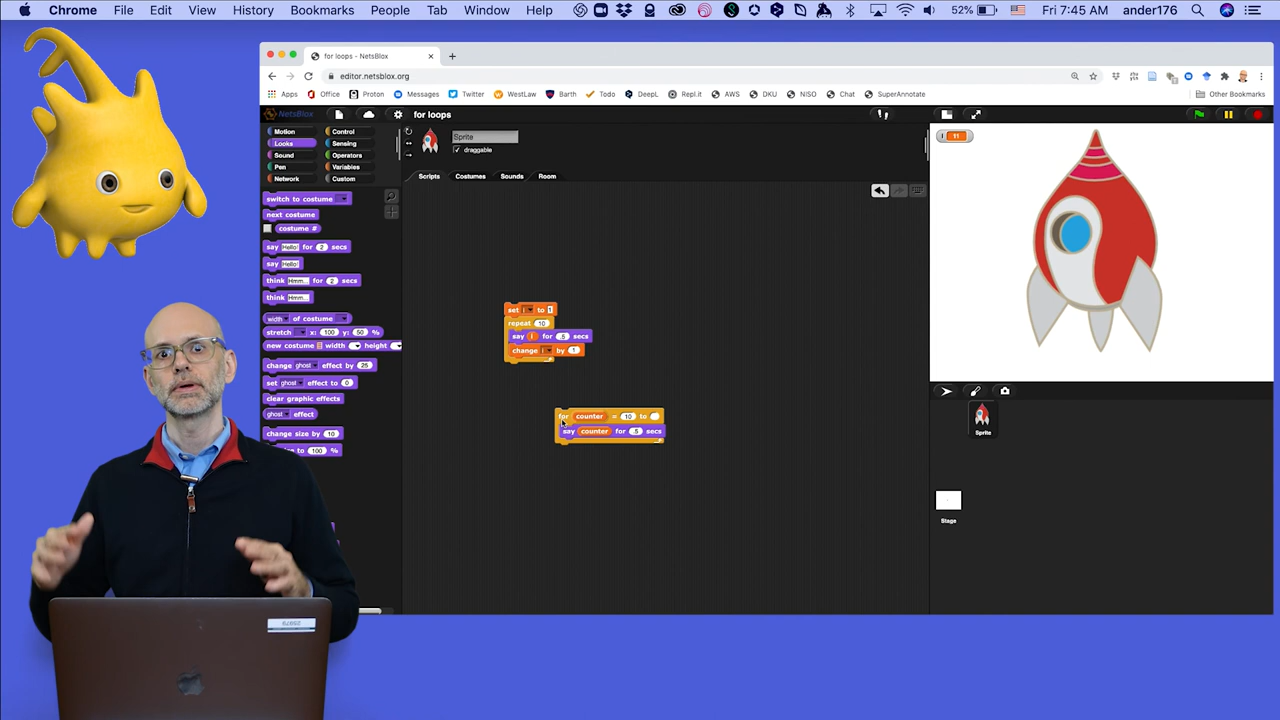 Chrome File Edit View History Bookmarks People Tab Window Help 52% Fri 7:45 AM ander176
for loops - NetsBlox
editor.netsblox.org
Apps Office Proton Messages Twitter WestLaw Barth Todo DeepL Repl.it AWS DKU NISO Chat SuperAnnotate Other Bookmarks
NetsBlox for loops
Motion Control
Looks Sensing
Sound Operators
Pen Variables
Network Custom
Sprite
draggable
Scripts Costumes Sounds Room
switch to costume
next costume
costume #
say Hello! for 2 secs
say Hello!
think Hmm... for 2 secs
think Hmm...
width of costume
stretch x: 100 y: 50 %
new costume width height
change ghost effect by 25
set ghost effect to 0
clear graphic effects
ghost effect
change size by 10
to 100 %
set i to 1
repeat 10
say i for .5 secs
change i by 1
for counter = 10 to
say counter for .5 secs
i 11
Sprite
Stage